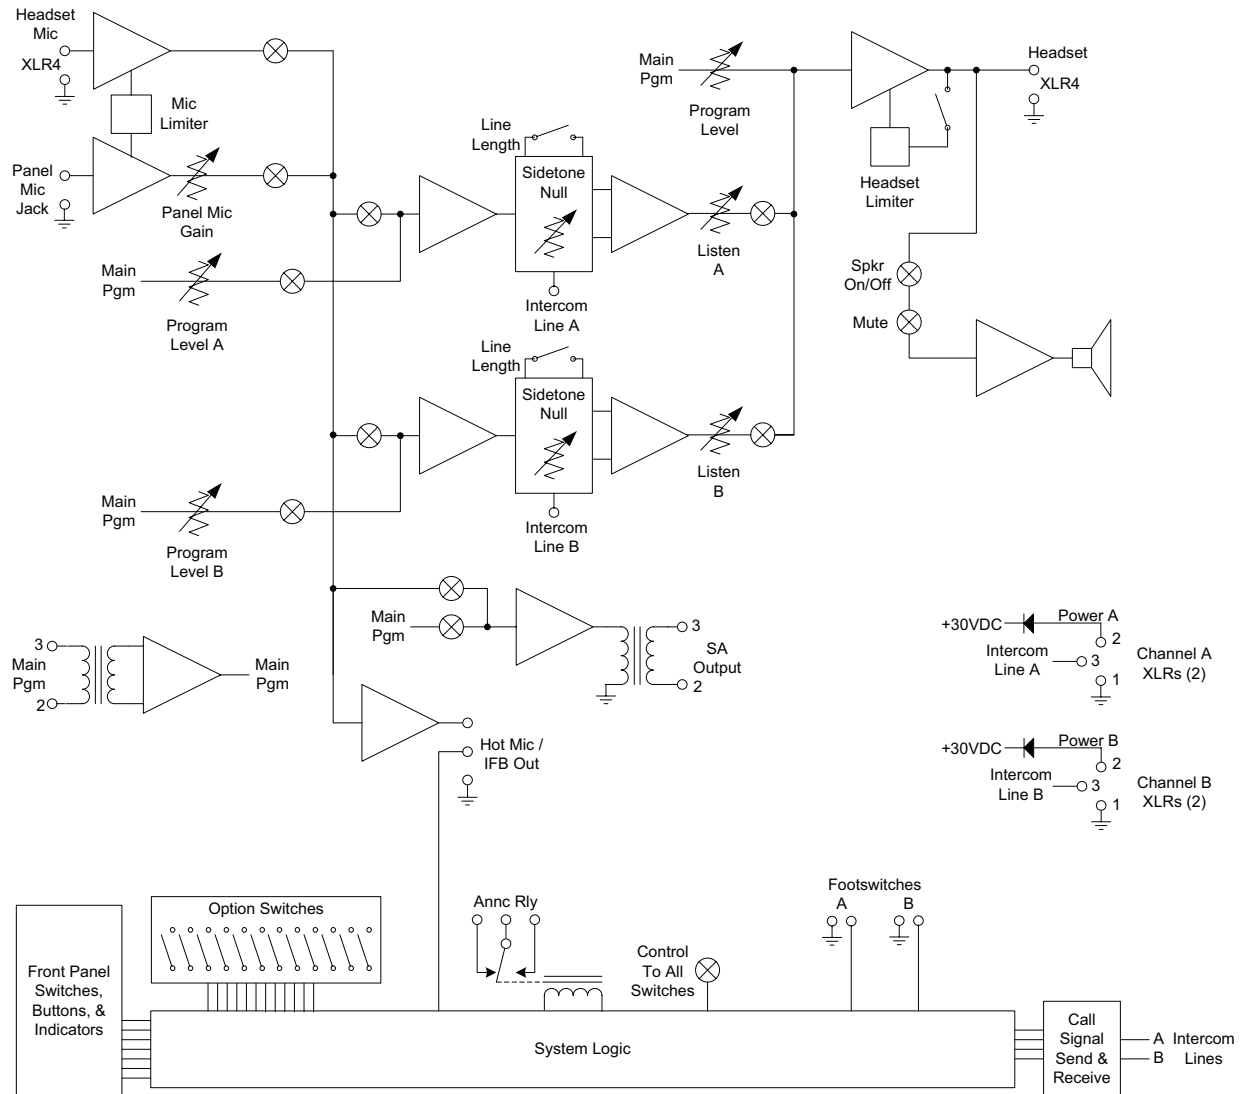 Headset
Mic
XLR4
Mic
Limiter
Panel
Mic
Jack
Panel Mic
Gain
Main
Pgm
Program
Level A
Line
Length
Sidetone
Null
Intercom
Line A
Listen
A
Main
Pgm
Program
Level
Headset
XLR4
Headset
Limiter
Spkr
On/Off
Mute
Line
Length
Sidetone
Null
Intercom
Line B
Listen
B
Main
Pgm
Program
Level B
3
Main
Pgm
2
Main
Pgm
Main
Pgm
3
SA
Output
2
Hot Mic /
IFB Out
+30VDC
Power A
2
Intercom
Line A
3
1
Channel A
XLRs (2)
+30VDC
Power B
2
Intercom
Line B
3
1
Channel B
XLRs (2)
Front Panel
Switches,
Buttons, &
Indicators
Option Switches
Annc Rly
Control
To All
Switches
Footswitches
A
B
System Logic
Call
Signal
Send &
Receive
A
B
Intercom
Lines